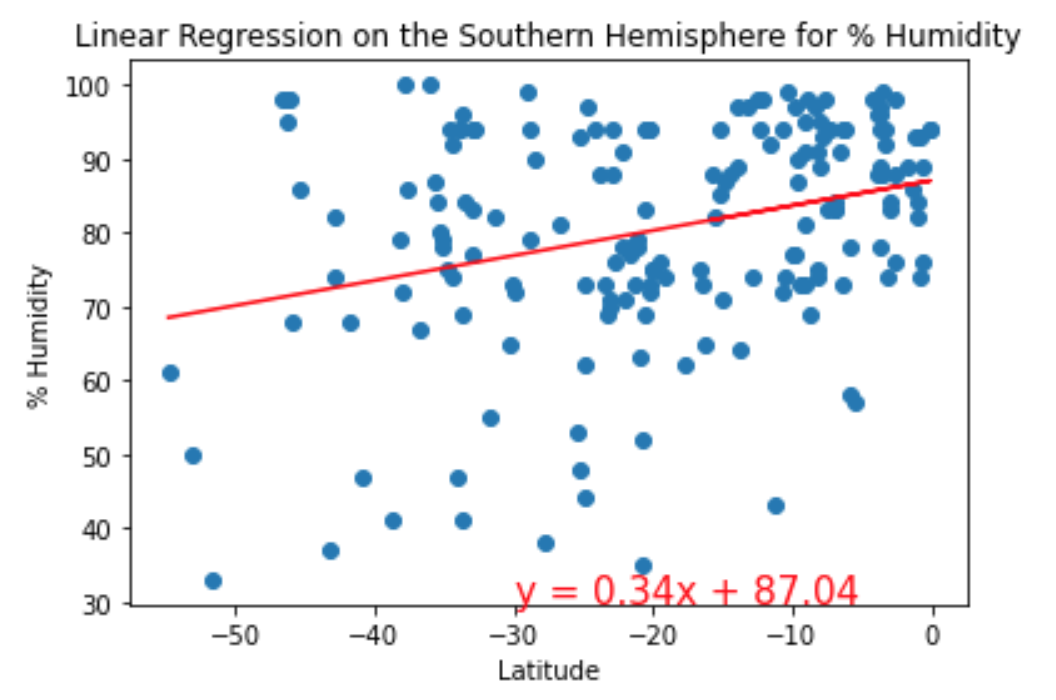 Linear Regression on the Southern Hemisphere for % Humidity
100
90
80
70
60
50
40
30
% Humidity
y = 0.34x + 87.04
−50 −40 −30 −20 −10 0
Latitude